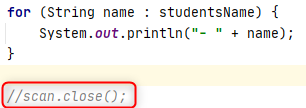 for (String name : studentsName) {
System.out.println("- " + name);
}
//scan.close();